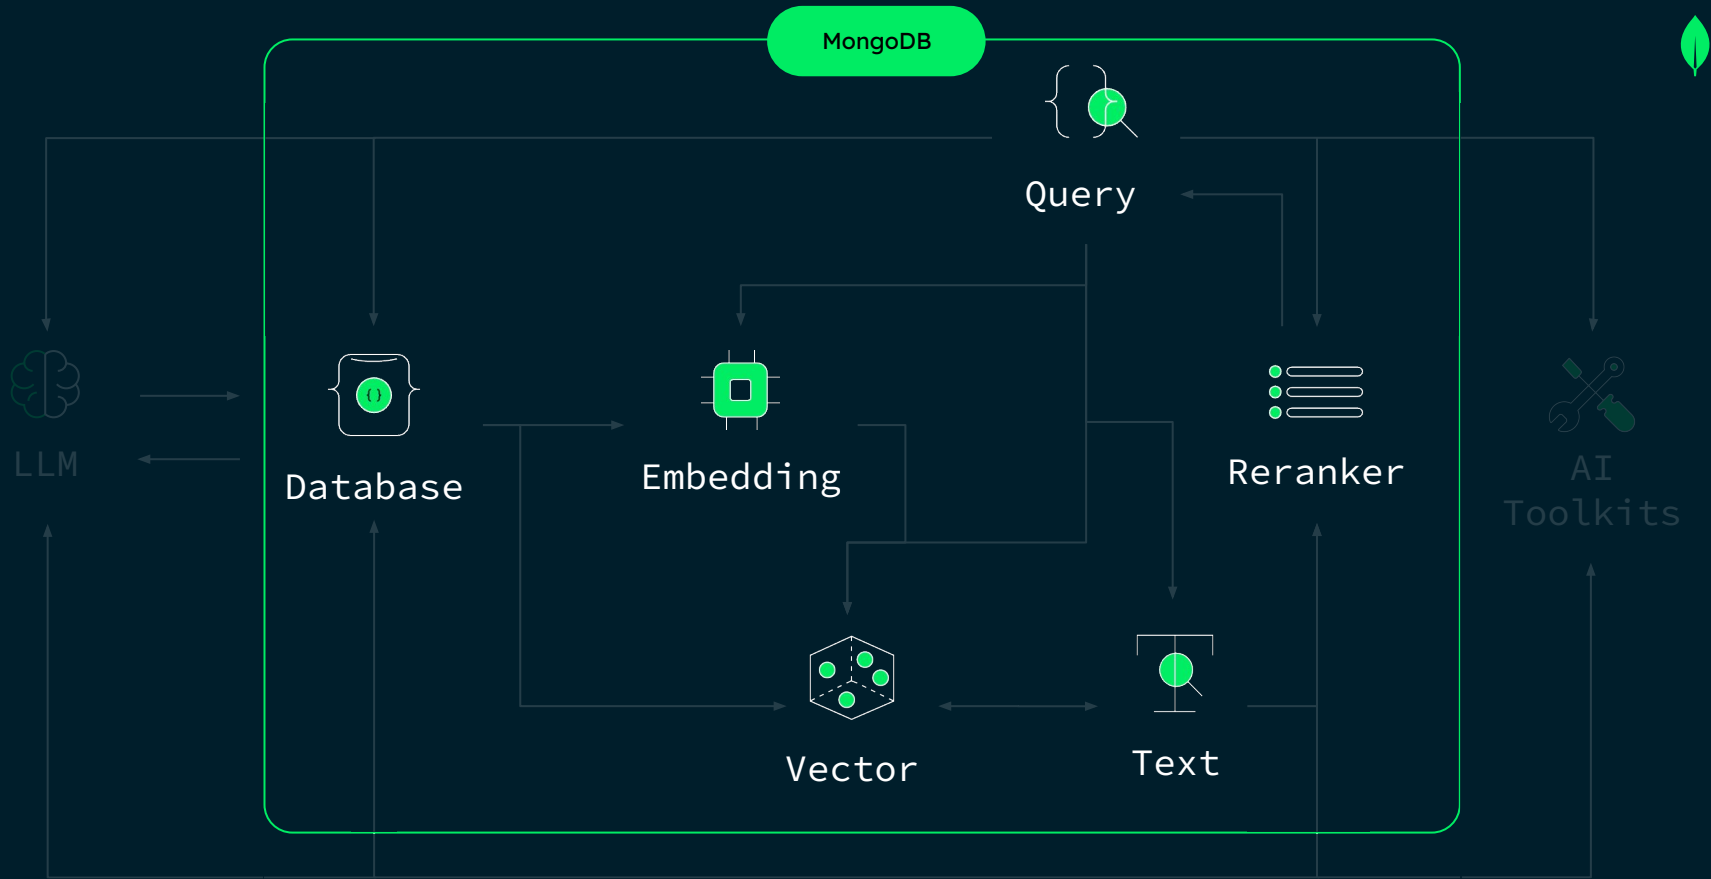 MongoDB
Query
LLM
Database
{ }
Embedding
Reranker
AI
Toolkits
Vector
Text